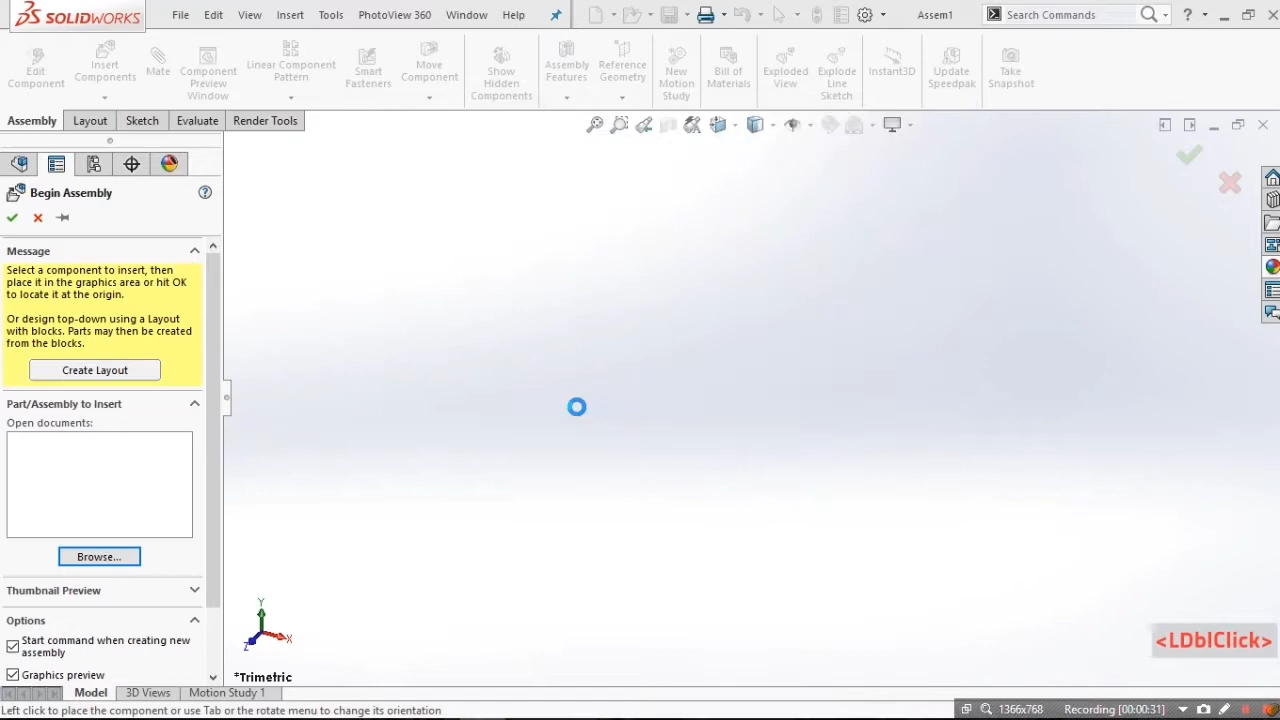 SOLIDWORKS File Edit View Insert Tools PhotoView 360 Window Help Assem1 Search Commands ?
Edit Component
Insert Components
Mate
Component Preview Window
Linear Component Pattern
Smart Fasteners
Move Component
Show Hidden Components
Assembly Features
Reference Geometry
New Motion Study
Bill of Materials
Exploded View
Explode Line Sketch
Instant3D
Update Speedpak
Take Snapshot
Assembly Layout Sketch Evaluate Render Tools
Begin Assembly ?
Message
Select a component to insert, then
place it in the graphics area or hit OK
to locate it at the origin.
Or design top-down using a Layout
with blocks. Parts may then be created
from the blocks.
Create Layout
Part/Assembly to Insert
Open documents:
Browse...
Thumbnail Preview
Options
Start command when creating new
assembly
Graphics preview
Y
X
Z
*Trimetric
<LDblClick>
Model 3D Views Motion Study 1
Left click to place the component or use Tab or the rotate menu to change its orientation
1366x768 Recording [00:00:31]